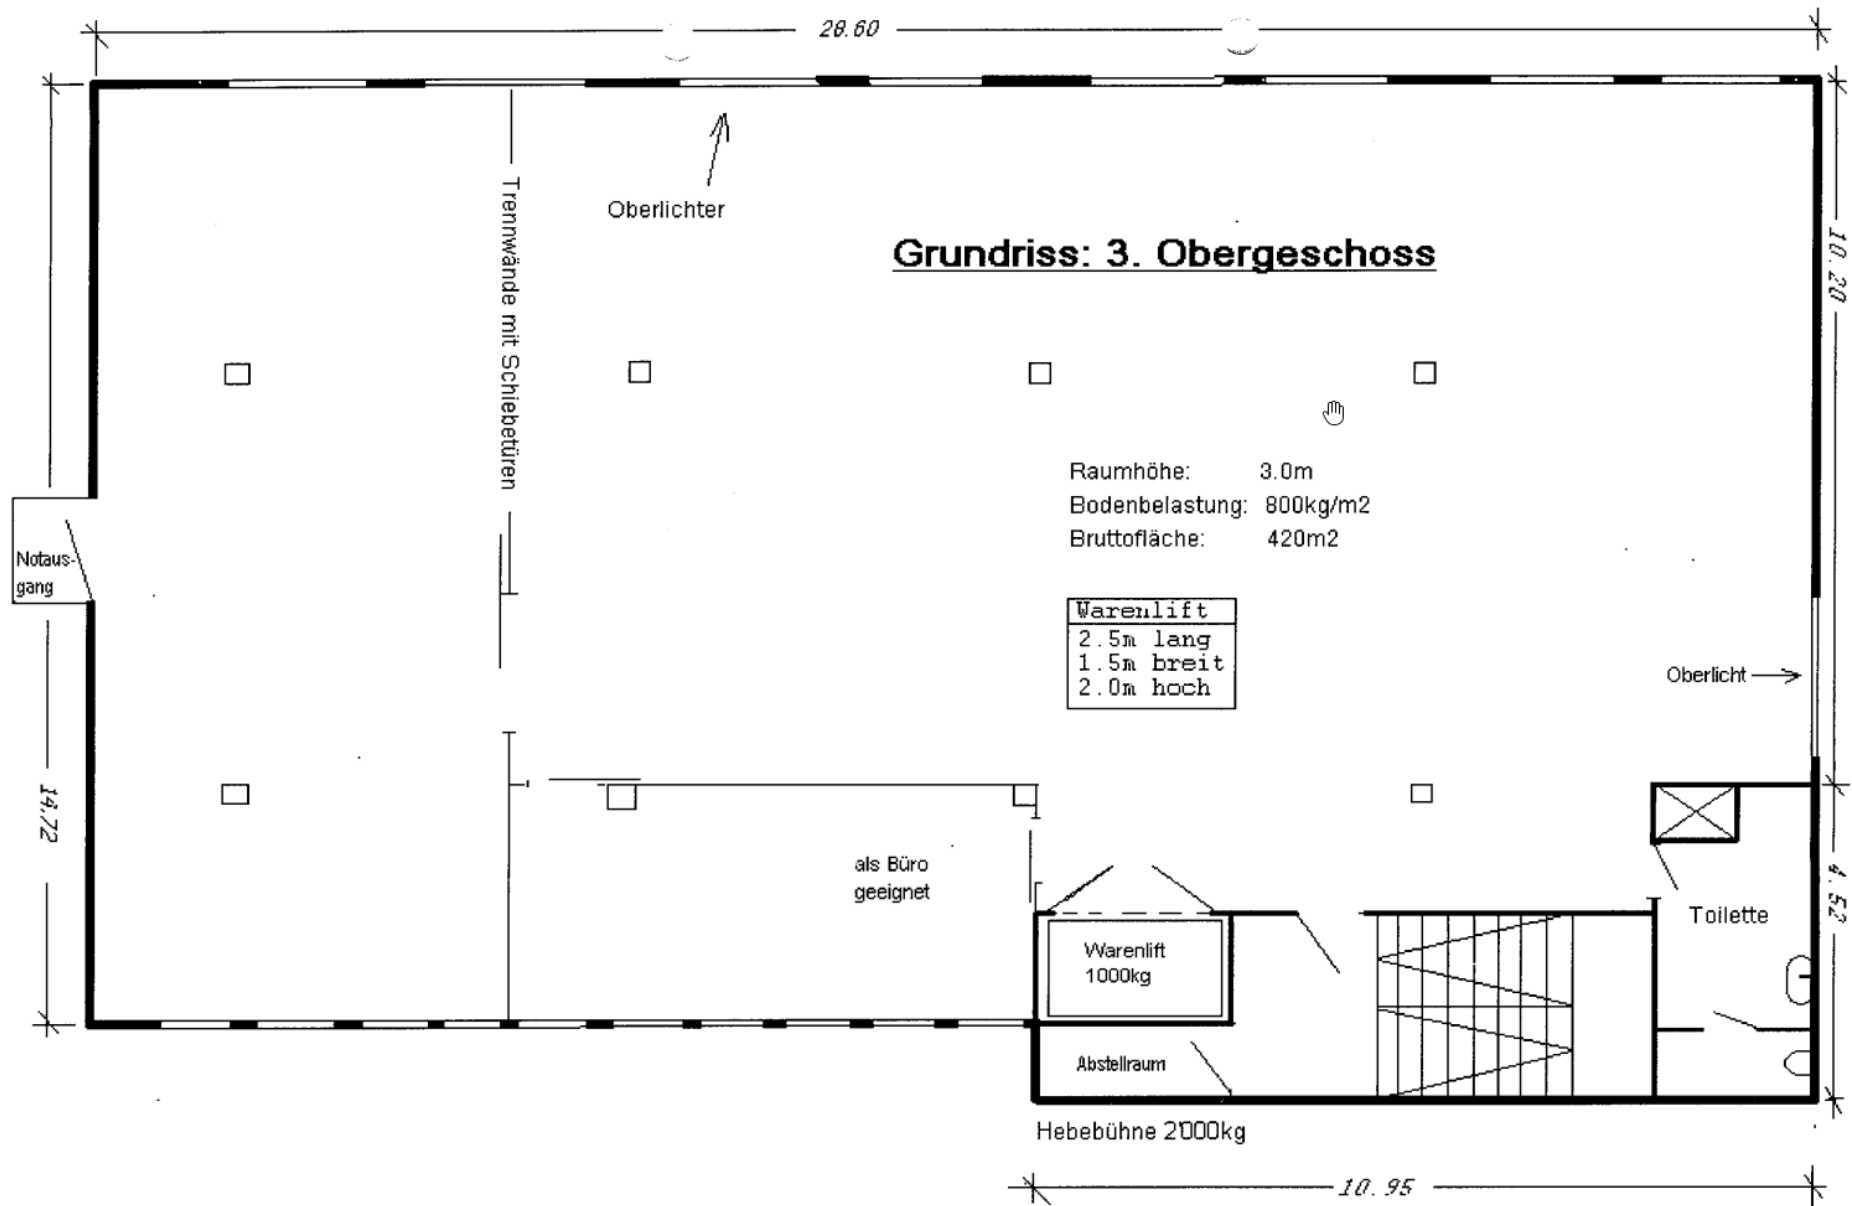 28.60
Oberlichter
Grundriss: 3. Obergeschoss
Trennwände mit Schiebetüren
10.20
Raumhöhe: 3.0m
Bodenbelastung: 800kg/m2
Bruttofläche: 420m2
Notaus-
gang
Warenlift
2.5m lang
1.5m breit
2.0m hoch
Oberlicht
14.72
als Büro
geeignet
4.52
Toilette
Warenlift
1000kg
Abstellraum
Hebebühne 2'000kg
10.95